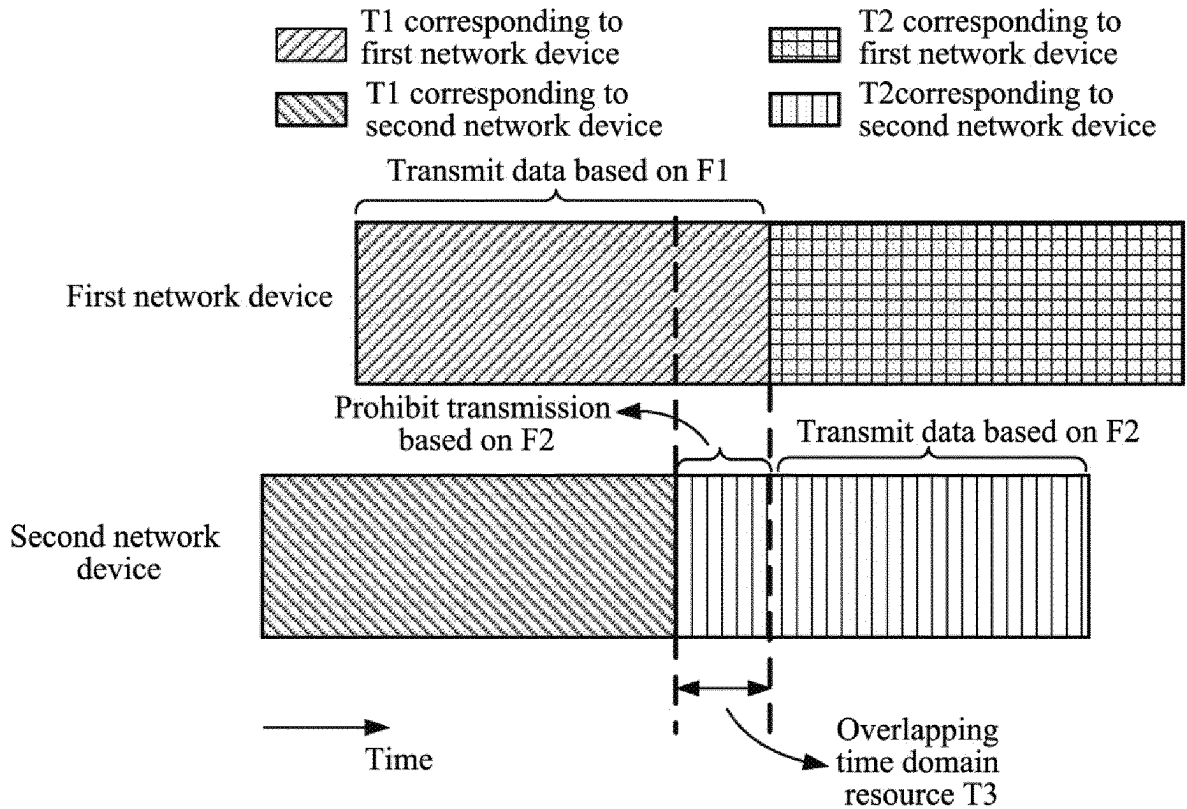 T1 corresponding to
first network device
T2 corresponding to
first network device
T1 corresponding to
second network device
T2corresponding to
second network device
Transmit data based on F1
First network device
Prohibit transmission
based on F2
Transmit data based on F2
Second network
device
Time
Overlapping
time domain
resource T3